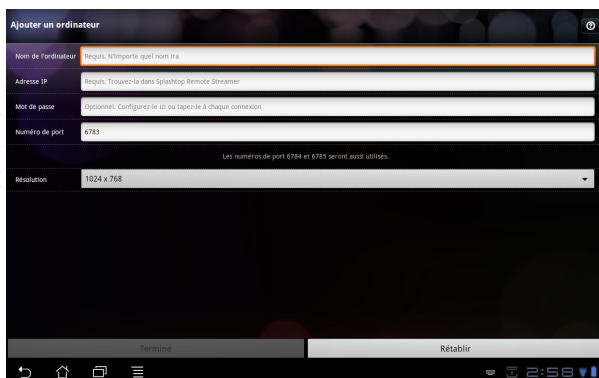 Ajouter un ordinateur
Nom de l'ordinateur
Requis. N'importe quel nom ira
Adresse IP
Requis. Trouvez-la dans Splashtop Remote Streamer
Mot de passe
Optionnel. Configurez-le ici ou tapez-le à chaque connexion
Numéro de port
6783
Les numéros de port 6784 et 6785 seront aussi utilisés.
Résolution
1024 x 768
Terminé
Rétablir
2:58